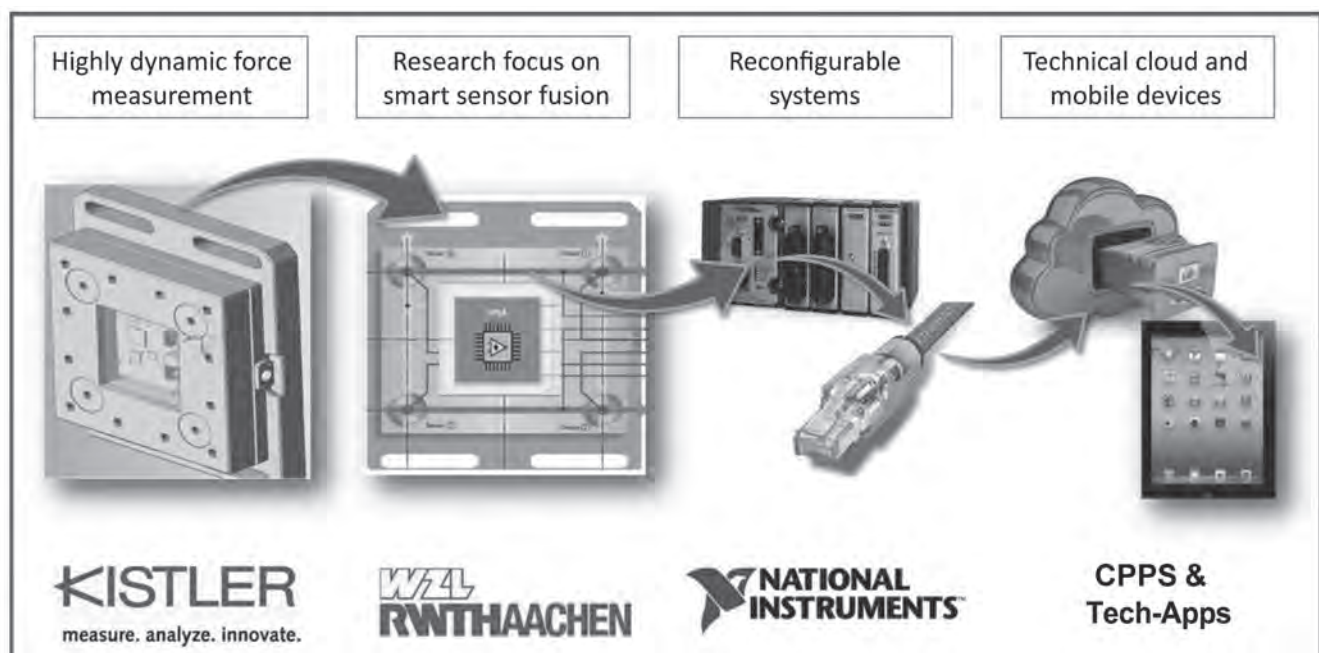 Highly dynamic force
measurement
Research focus on
smart sensor fusion
Reconfigurable
systems
Technical cloud and
mobile devices
KISTLER
measure. analyze. innovate.
WZL
RWTHAACHEN
NATIONAL
INSTRUMENTS™
CPPS &
Tech-Apps